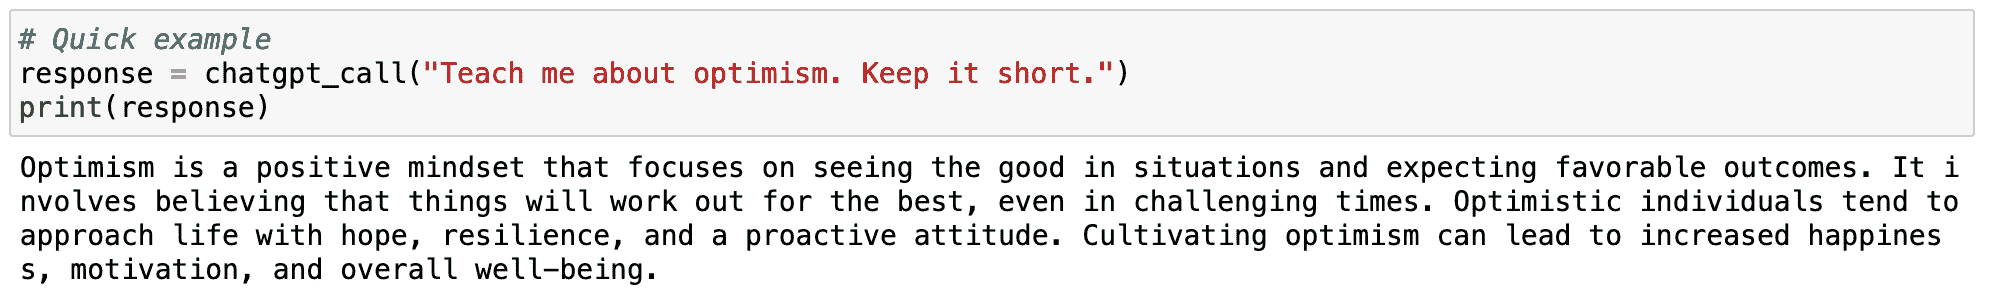 # Quick example
response = chatgpt_call("Teach me about optimism. Keep it short.")
print(response)
Optimism is a positive mindset that focuses on seeing the good in situations and expecting favorable outcomes. It i
nvolves believing that things will work out for the best, even in challenging times. Optimistic individuals tend to
approach life with hope, resilience, and a proactive attitude. Cultivating optimism can lead to increased happines
s, motivation, and overall well-being.